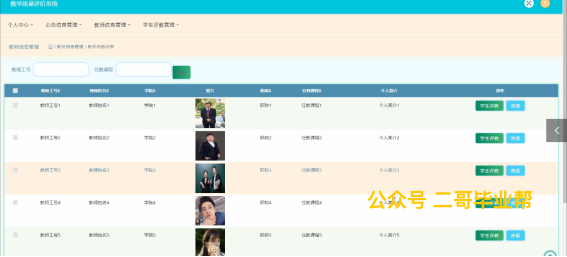 教学质量评价系统
个人中心 公告信息管理 教师信息管理 学生评教管理
教师信息管理 教师信息管理 教师信息列表
教师工号 任教课程
教师工号 教师姓名 学院 照片 职称 任教课程 个人简介 操作
教师工号1 教师姓名1 学院1 职称1 任教课程1 个人简介1 学生评教 查看
教师工号2 教师姓名2 学院2 职称2 任教课程2 个人简介2 学生评教 查看
教师工号3 教师姓名3 学院3 职称3 任教课程3 个人简介3 学生评教 查看
教师工号4 教师姓名4 学院4 职称4 任教课程4 个人简介4 学生评教 查看
公众号 二哥毕业帮
教师工号5 教师姓名5 学院5 职称5 任教课程5 个人简介5 学生评教 查看